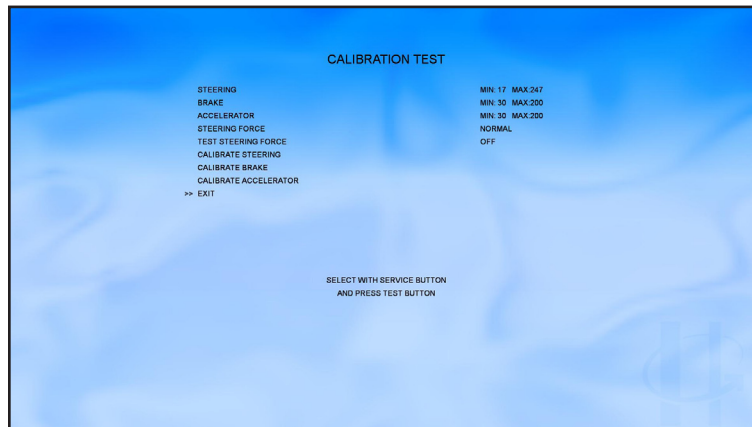 CALIBRATION TEST
STEERING MIN: 17 MAX:247
BRAKE MIN: 30 MAX:200
ACCELERATOR MIN: 30 MAX:200
STEERING FORCE NORMAL
TEST STEERING FORCE OFF
CALIBRATE STEERING
CALIBRATE BRAKE
CALIBRATE ACCELERATOR
>> EXIT
SELECT WITH SERVICE BUTTON
AND PRESS TEST BUTTON